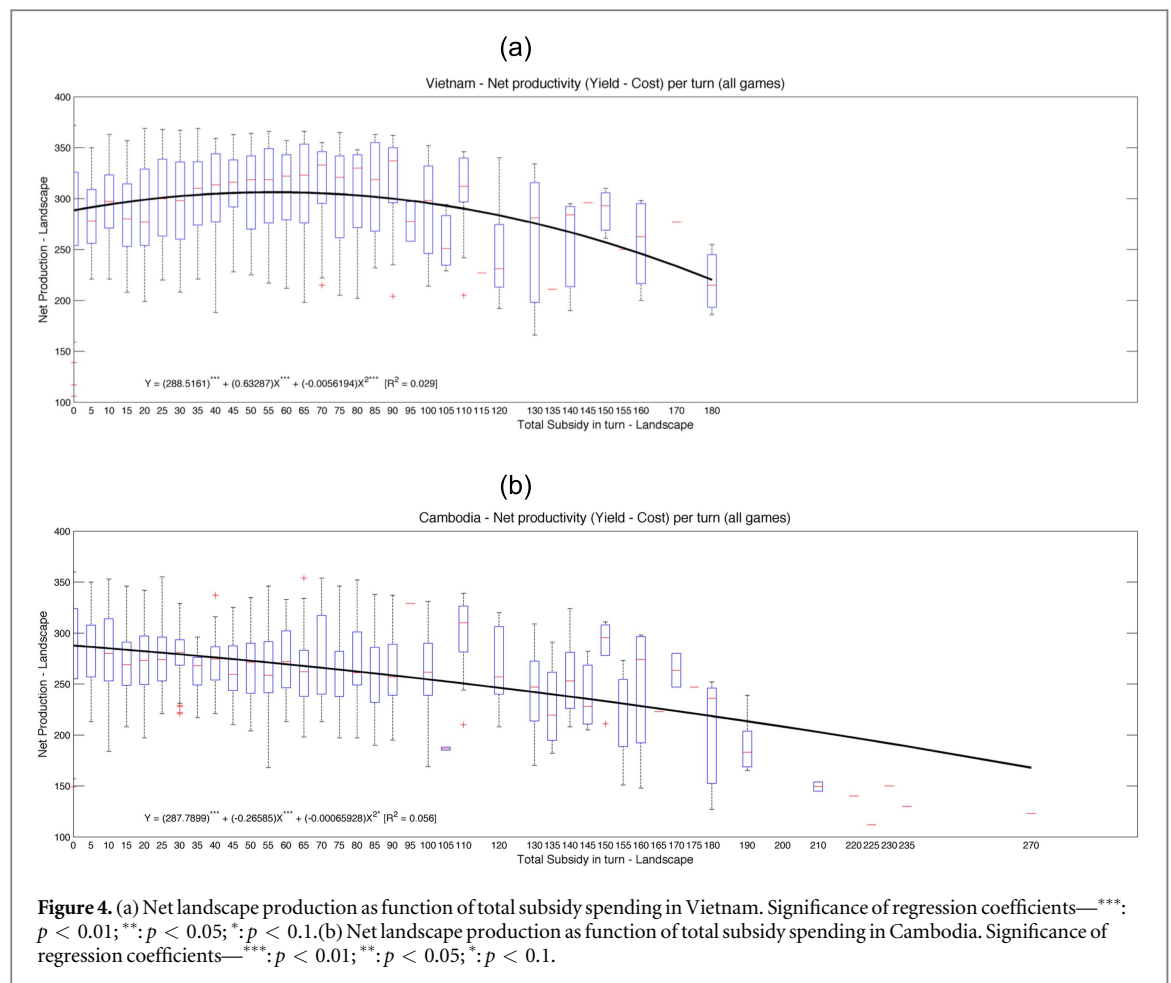 (a)
Vietnam - Net productivity (Yield - Cost) per turn (all games)
400
350
300
250
200
150
100
Net Production - Landscape
Y = (288.5161)*** + (0.63287)X*** + (-0.0056194)X2*** [R2 = 0.029]
0 5 10 15 20 25 30 35 40 45 50 55 60 65 70 75 80 85 90 95 100 105 110 115 120 130 135 140 145 150 155 160 170 180
Total Subsidy in turn - Landscape
(b)
Cambodia - Net productivity (Yield - Cost) per turn (all games)
400
350
300
250
200
150
100
Net Production - Landscape
Y = (287.7899)*** + (-0.26585)X*** + (-0.00065928)X2* [R2 = 0.056]
0 5 10 15 20 25 30 35 40 45 50 55 60 65 70 75 80 85 90 95 100 105 110 120 130 135 140 145 150 155 160 165 170 175 180 190 200 210 220 225 230 235 270
Total Subsidy in turn - Landscape
Figure 4. (a) Net landscape production as function of total subsidy spending in Vietnam. Significance of regression coefficients—***:
p < 0.01; **: p < 0.05; *: p < 0.1.(b) Net landscape production as function of total subsidy spending in Cambodia. Significance of
regression coefficients—***: p < 0.01; **: p < 0.05; *: p < 0.1.